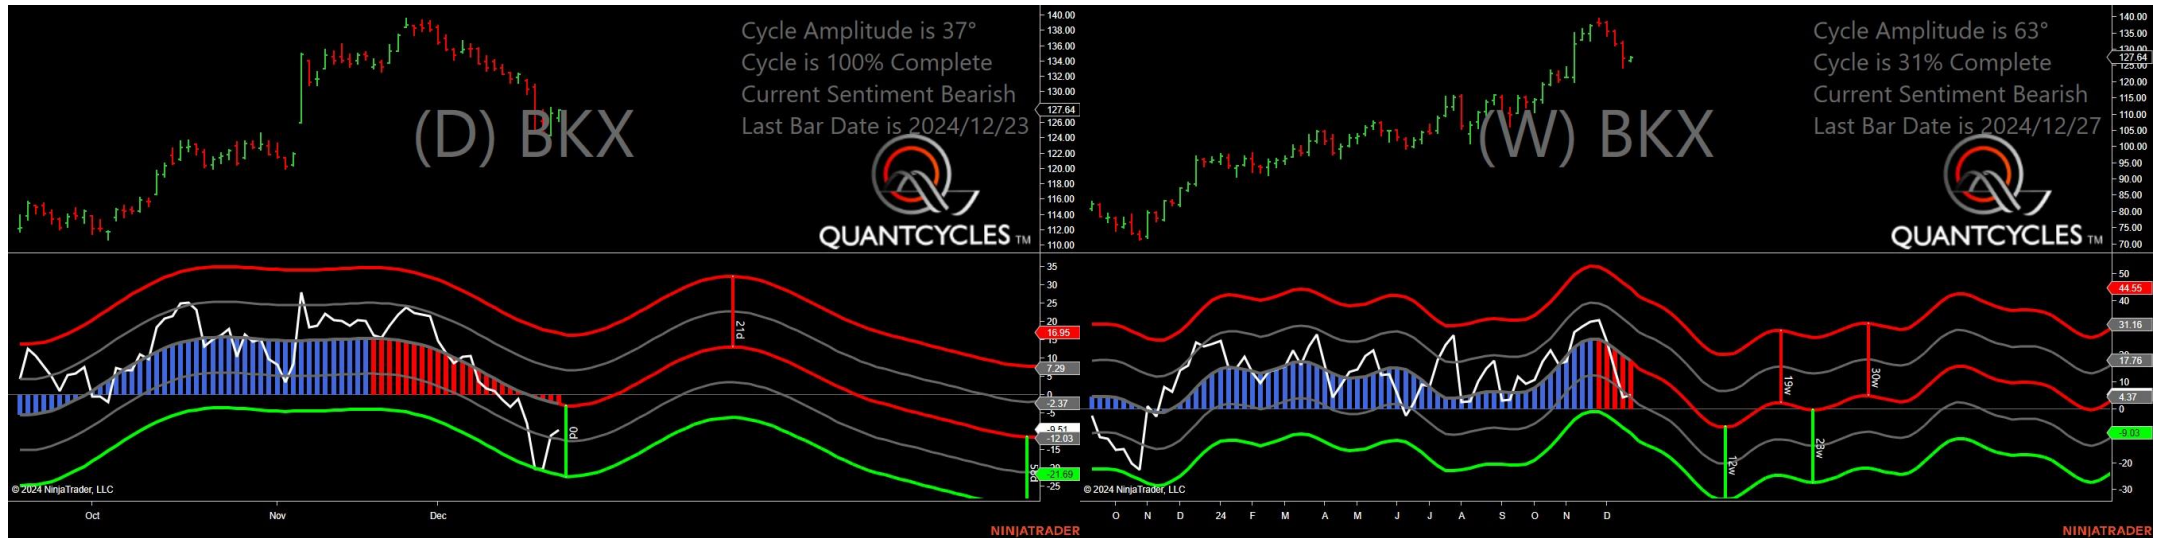 Cycle Amplitude is 37°
Cycle is 100% Complete
Current Sentiment Bearish
Last Bar Date is 2024/12/23
(D) BKX
QUANTCYCLES TM
140.00
138.00
136.00
134.00
132.00
130.00
127.64
126.00
124.00
122.00
120.00
118.00
116.00
114.00
112.00
110.00
35
30
25
20
16.95
15
10
7.29
5
0
-2.37
-5
-9.51
-12.03
-15
-21.69
-25
21d
0d
© 2024 NinjaTrader, LLC
Oct
Nov
Dec
NINJATRADER
Cycle Amplitude is 63°
Cycle is 31% Complete
Current Sentiment Bearish
Last Bar Date is 2024/12/27
(W) BKX
QUANTCYCLES TM
140.00
135.00
130.00
127.64
125.00
120.00
115.00
110.00
105.00
100.00
95.00
90.00
85.00
80.00
75.00
70.00
50
44.55
40
31.16
17.76
10
4.37
0
-9.03
-20
-30
12w
19w
30w
© 2024 NinjaTrader, LLC
O
N
D
24
F
M
A
M
J
J
A
S
O
N
D
NINJATRADER